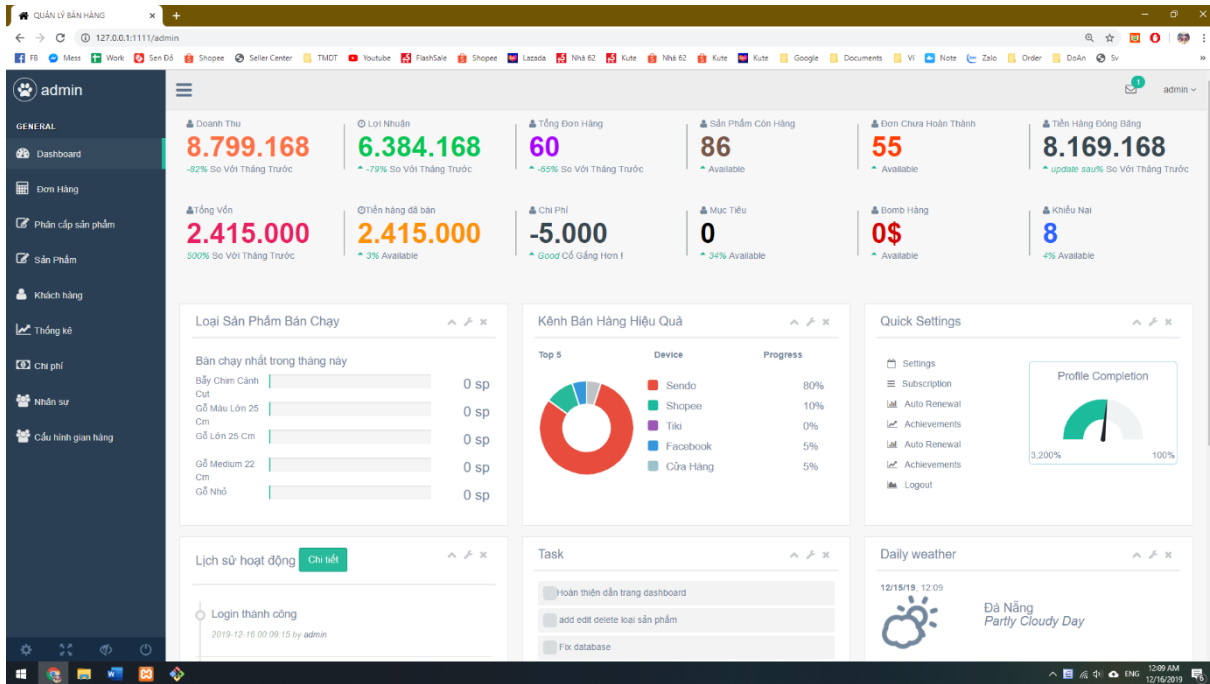 QUẢN LÝ BÁN HÀNG
127.0.0.1:1111/admin
FB Mess Work Sen Đỏ Shopee Seller Center TMDT Youtube FlashSale Shopee Lazada Nhà 62 Kute Nhà 62 Kute Kute Google Documents Ví Note Zalo Order DoAn Sv
admin
1
admin
GENERAL
Dashboard
Đơn Hàng
Phân cấp sản phẩm
Sản Phẩm
Khách hàng
Thống kê
Chi phí
Nhân sự
Cấu hình gian hàng
Doanh Thu
8.799.168
-82% So Với Tháng Trước
Lợi Nhuận
6.384.168
-79% So Với Tháng Trước
Tổng Đơn Hàng
60
-65% So Với Tháng Trước
Sản Phẩm Còn Hàng
86
Available
Đơn Chưa Hoàn Thành
55
Available
Tiền Hàng Đóng Băng
8.169.168
update sau% So Với Tháng Trước
Tổng Vốn
2.415.000
500% So Với Tháng Trước
Tiền hàng đã bán
2.415.000
3% Available
Chi Phí
-5.000
Good Cố Gắng Hơn !
Mục Tiêu
0
34% Available
Bomb Hàng
0$
Available
Khiếu Nại
8
4% Available
Loại Sản Phẩm Bán Chạy
Bán chạy nhất trong tháng này
Bẫy Chim Cánh
Cụt
0 sp
Gỗ Màu Lớn 25
Cm
0 sp
Gỗ Lớn 25 Cm
0 sp
Gỗ Medium 22
Cm
0 sp
Gỗ Nhỏ
0 sp
Kênh Bán Hàng Hiệu Quả
Top 5 Device Progress
Sendo 80%
Shopee 10%
Tiki 0%
Facebook 5%
Cửa Hàng 5%
Quick Settings
Settings
Subscription
Auto Renewal
Achievements
Auto Renewal
Achievements
Logout
Profile Completion
3,200% 100%
Lịch sử hoạt động Chi tiết
Login thành công
2019-12-16 00:09:15 by admin
Task
Hoàn thiện dần trang dashboard
add edit delete loại sản phẩm
Fix database
Daily weather
12/15/19, 12:09
Đà Nẵng
Partly Cloudy Day
ENG
12:09 AM
12/16/2019